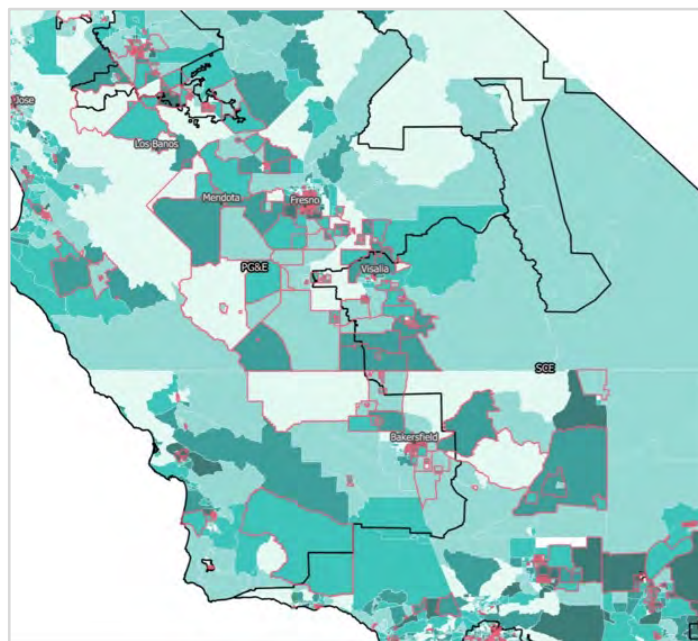 Jose
Los Banos
Mendota
Fresno
PG&E
Visalia
SCE
Bakersfield